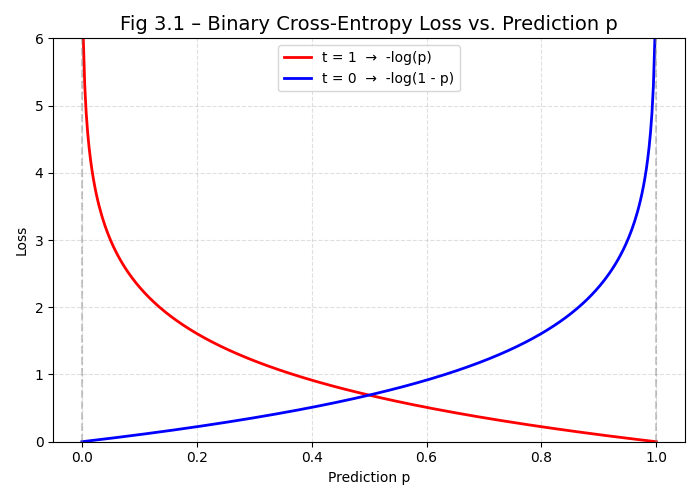 Fig 3.1 – Binary Cross-Entropy Loss vs. Prediction p
t = 1 → -log(p)
t = 0 → -log(1 - p)
Loss
6
5
4
3
2
1
0
0.0 0.2 0.4 0.6 0.8 1.0
Prediction p